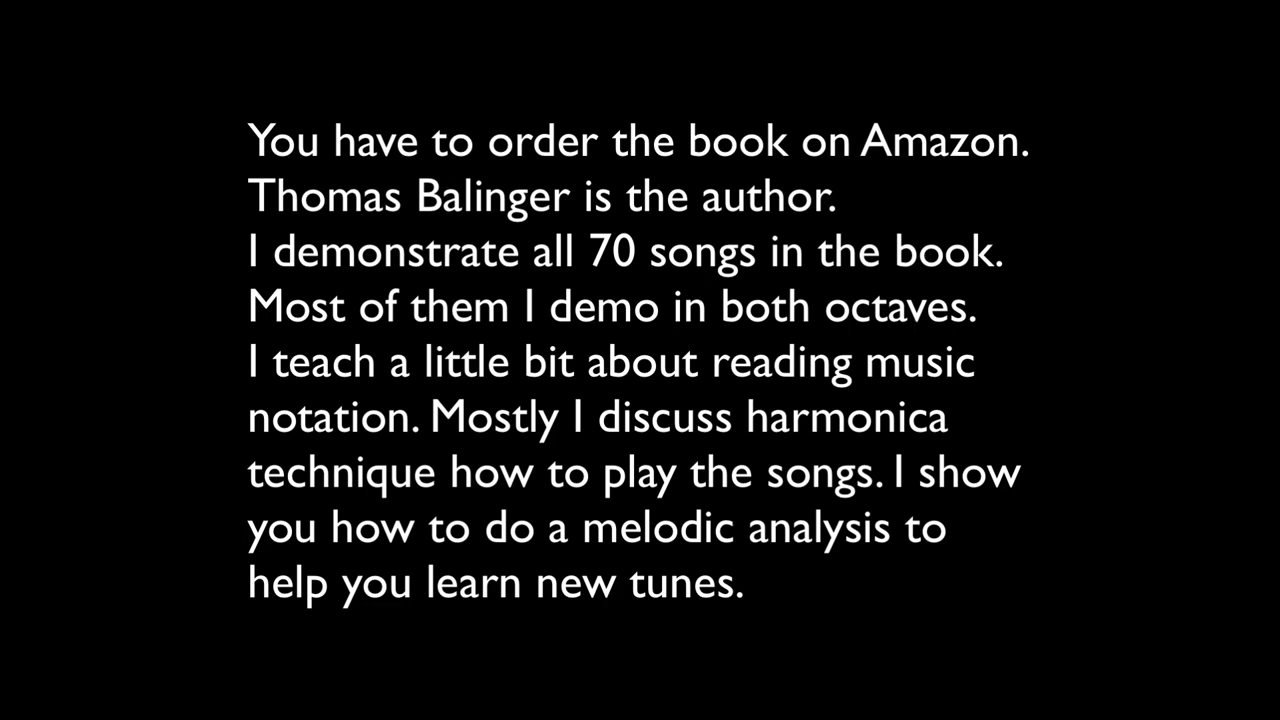 You have to order the book on Amazon.
Thomas Balinger is the author.
I demonstrate all 70 songs in the book.
Most of them I demo in both octaves.
I teach a little bit about reading music
notation. Mostly I discuss harmonica
technique how to play the songs. I show
you how to do a melodic analysis to
help you learn new tunes.